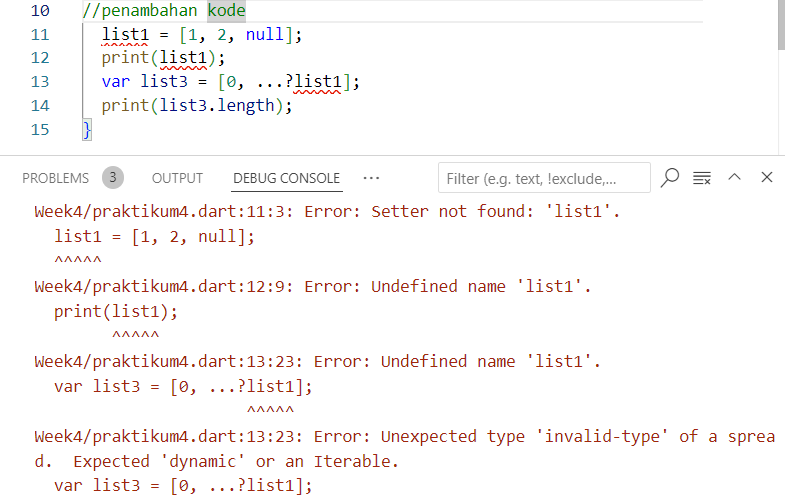 10 //penambahan kode
11 list1 = [1, 2, null];
12 print(list1);
13 var list3 = [0, ...?list1];
14 print(list3.length);
15 }
PROBLEMS 3 OUTPUT DEBUG CONSOLE ··· Filter (e.g. text, !exclude,...
Week4/praktikum4.dart:11:3: Error: Setter not found: 'list1'.
list1 = [1, 2, null];
^^^^^
Week4/praktikum4.dart:12:9: Error: Undefined name 'list1'.
print(list1);
^^^^^
Week4/praktikum4.dart:13:23: Error: Undefined name 'list1'.
var list3 = [0, ...?list1];
^^^^^
Week4/praktikum4.dart:13:23: Error: Unexpected type 'invalid-type' of a sprea
d.  Expected 'dynamic' or an Iterable.
var list3 = [0, ...?list1];